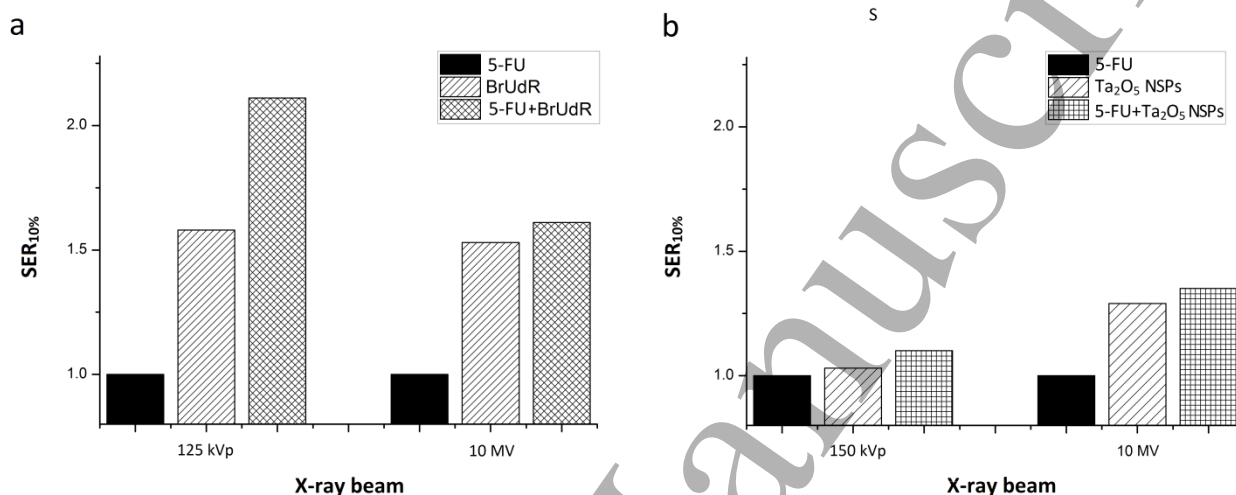 a
5-FU
BrUdR
5-FU+BrUdR
2.0
1.5
1.0
SER10%
125 kVp
10 MV
X-ray beam
b
S
5-FU
Ta₂O₅ NSPs
5-FU+Ta₂O₅ NSPs
2.0
1.5
1.0
SER10%
150 kVp
10 MV
X-ray beam
anuscri